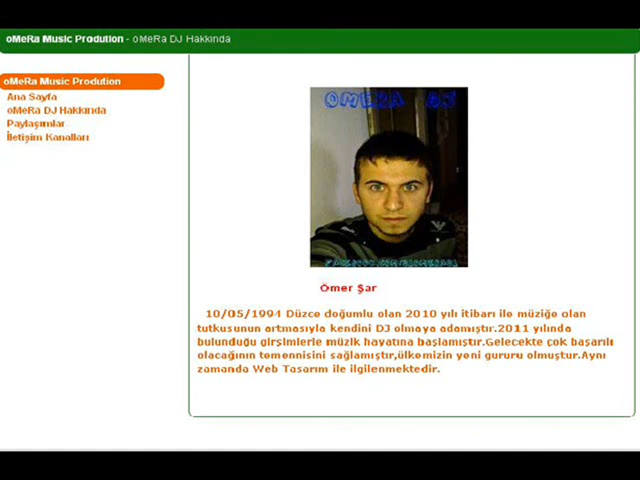 oMeRa Music Prodution - oMeRa DJ Hakkında
oMeRa Music Prodution
Ana Sayfa
oMeRa DJ Hakkında
Paylaşımlar
İletişim Kanalları
OMERA DJ
Ömer Şar
10/05/1994 Düzce doğumlu olan 2010 yılı itibarı ile müziğe olan
tutkusunun artmasıyla kendini DJ olmaya adamıştır.2011 yılında
bulunduğu girşimlerle müzik hayatına başlamıştır.Gelecekte çok başarılı
olacağının temennisini sağlamıştır,ülkemizin yeni gururu olmuştur.Aynı
zamanda Web Tasarım ile ilgilenmektedir.